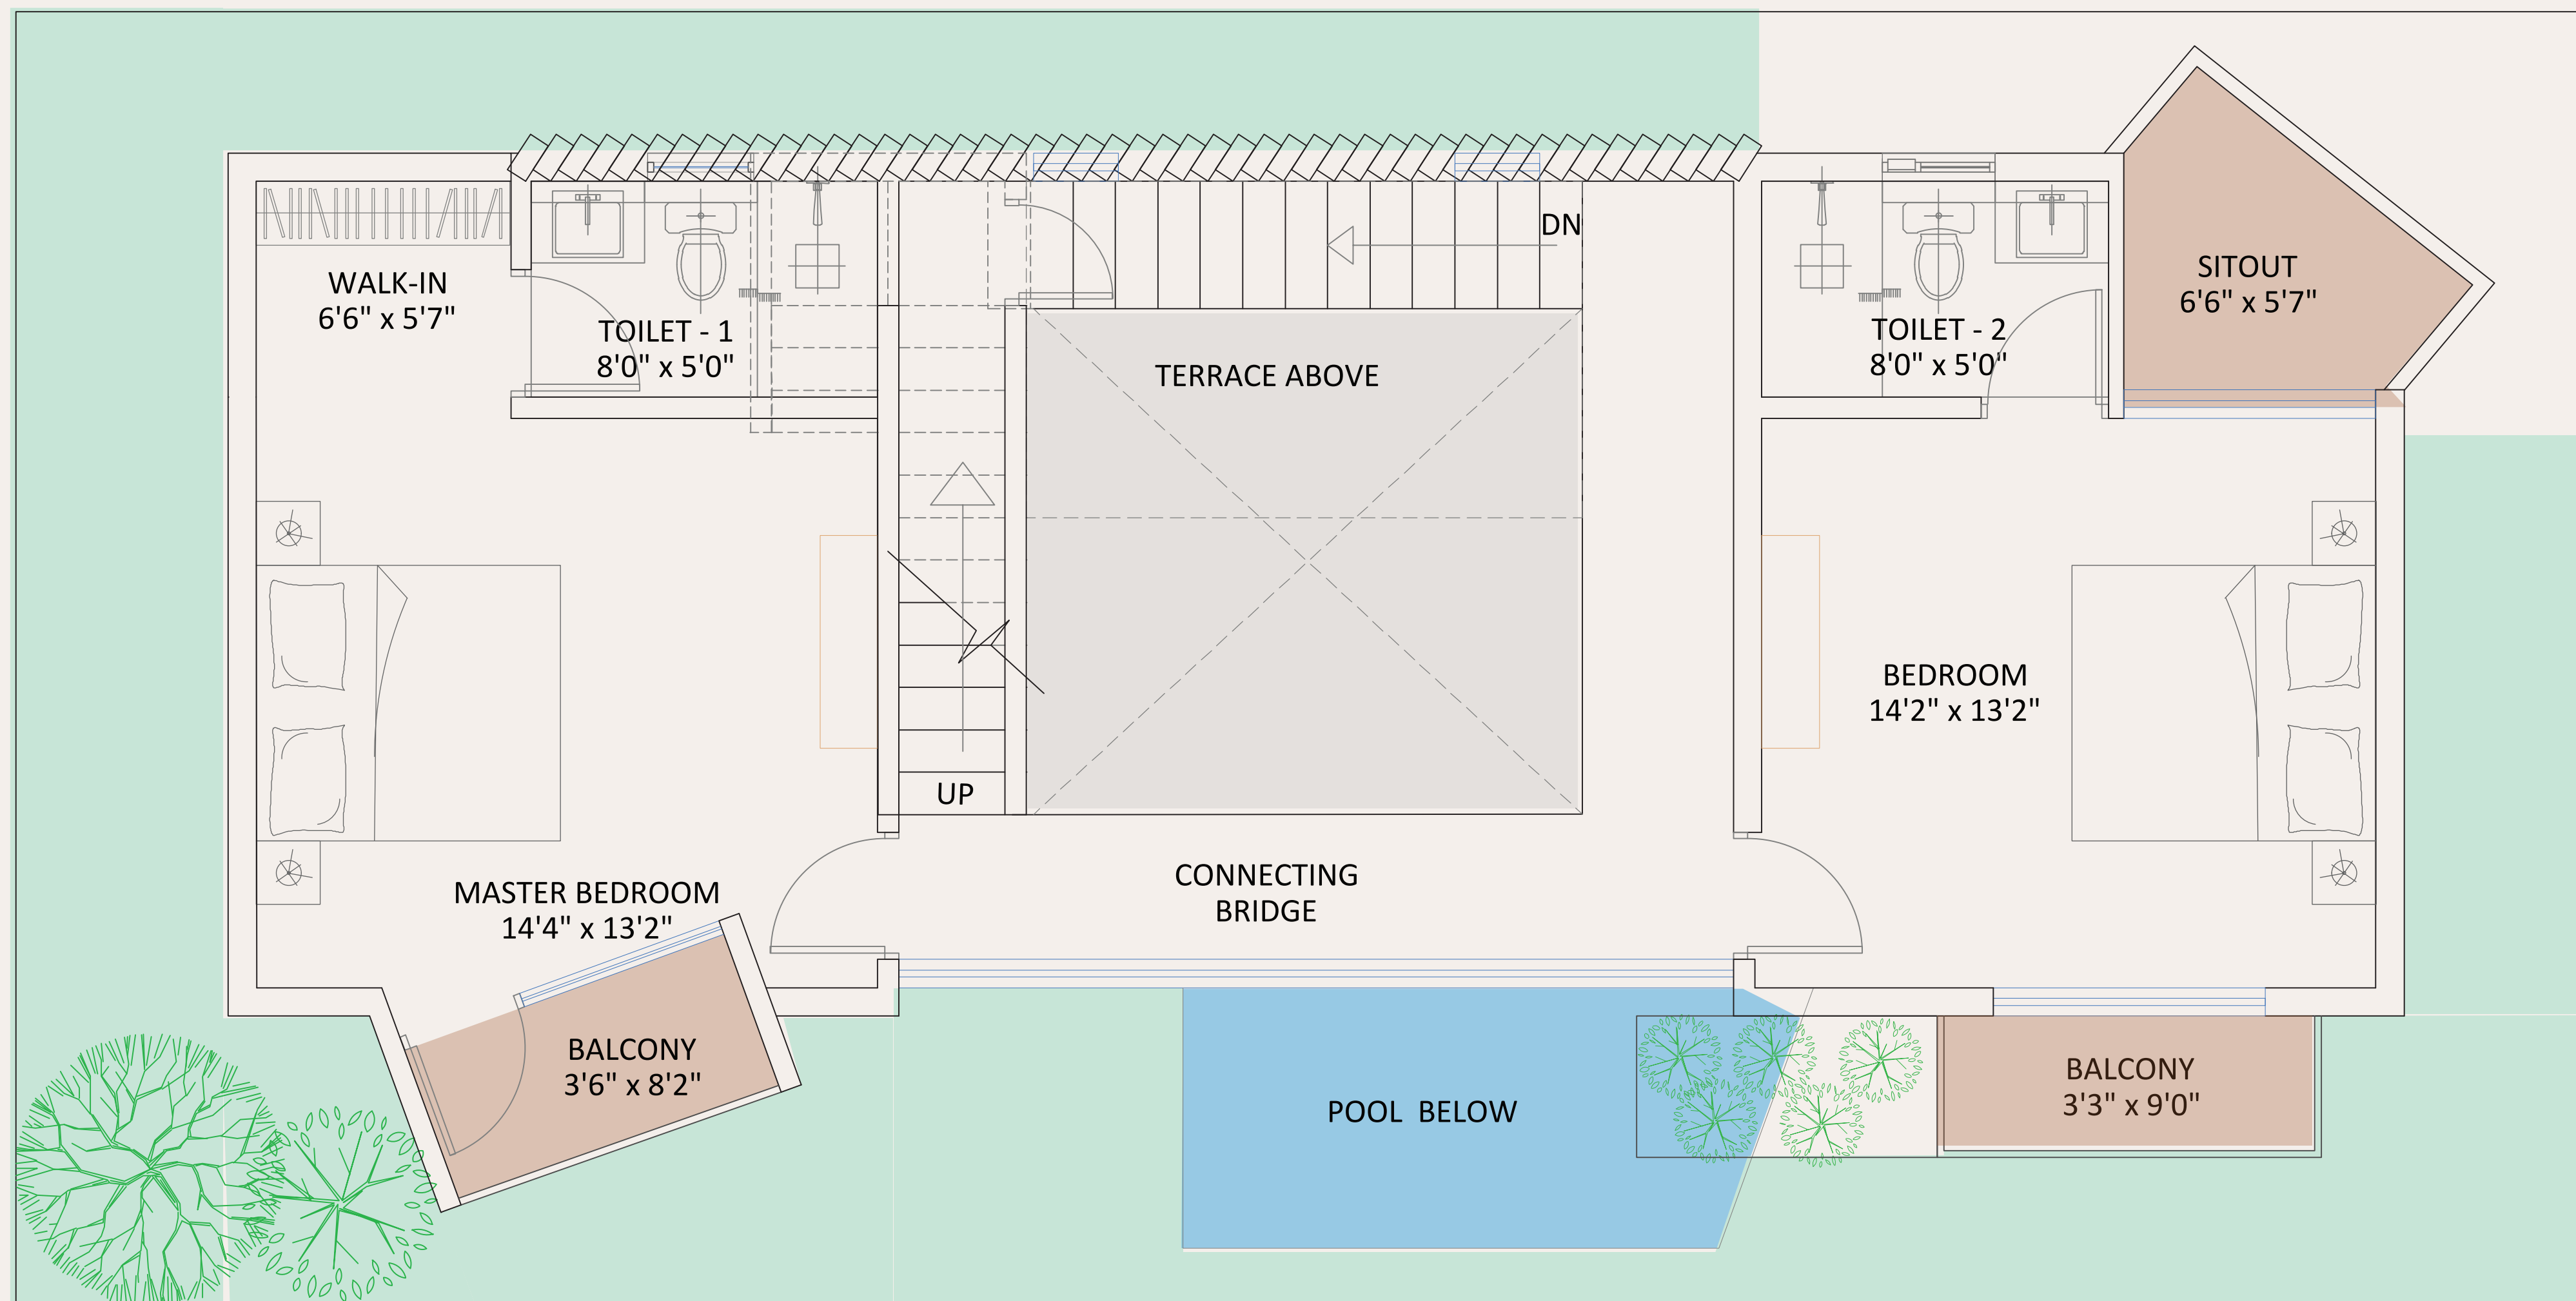 DN
WALK-IN
6'6" x 5'7"
TOILET - 1
8'0" x 5'0"
TERRACE ABOVE
TOILET - 2
8'0" x 5'0"
SITOUT
6'6" x 5'7"
BEDROOM
14'2" x 13'2"
UP
MASTER BEDROOM
14'4" x 13'2"
CONNECTING
BRIDGE
BALCONY
3'6" x 8'2"
POOL BELOW
BALCONY
3'3" x 9'0"